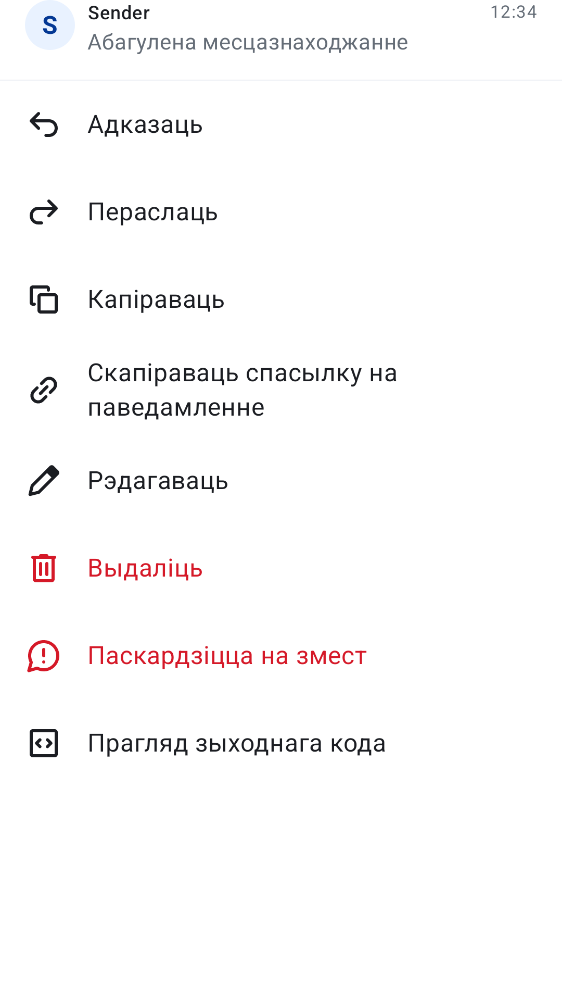 S
Sender
12:34
Абагулена месцазнаходжанне
Адказаць
Пераслаць
Капіраваць
Скапіраваць спасылку на
паведамленне
Рэдагаваць
Выдаліць
Паскардзіцца на змест
Прагляд зыходнага кода